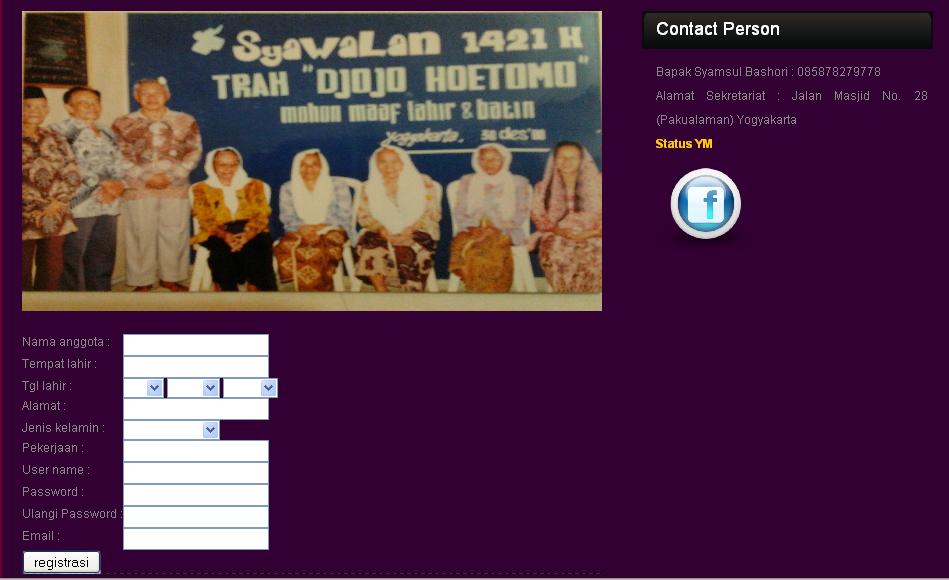 SyawaLan 1421 H
TRAH "DJOJO HOETOMO"
mohon maaf lahir & batin
Yogyakarta, 30 des'00
Contact Person
Bapak Syamsul Bashori : 085878279778
Alamat Sekretariat : Jalan Masjid No. 28
(Pakualaman) Yogyakarta
Status YM
f
Nama anggota :
Tempat lahir :
Tgl lahir :
Alamat :
Jenis kelamin :
Pekerjaan :
User name :
Password :
Ulangi Password :
Email :
registrasi